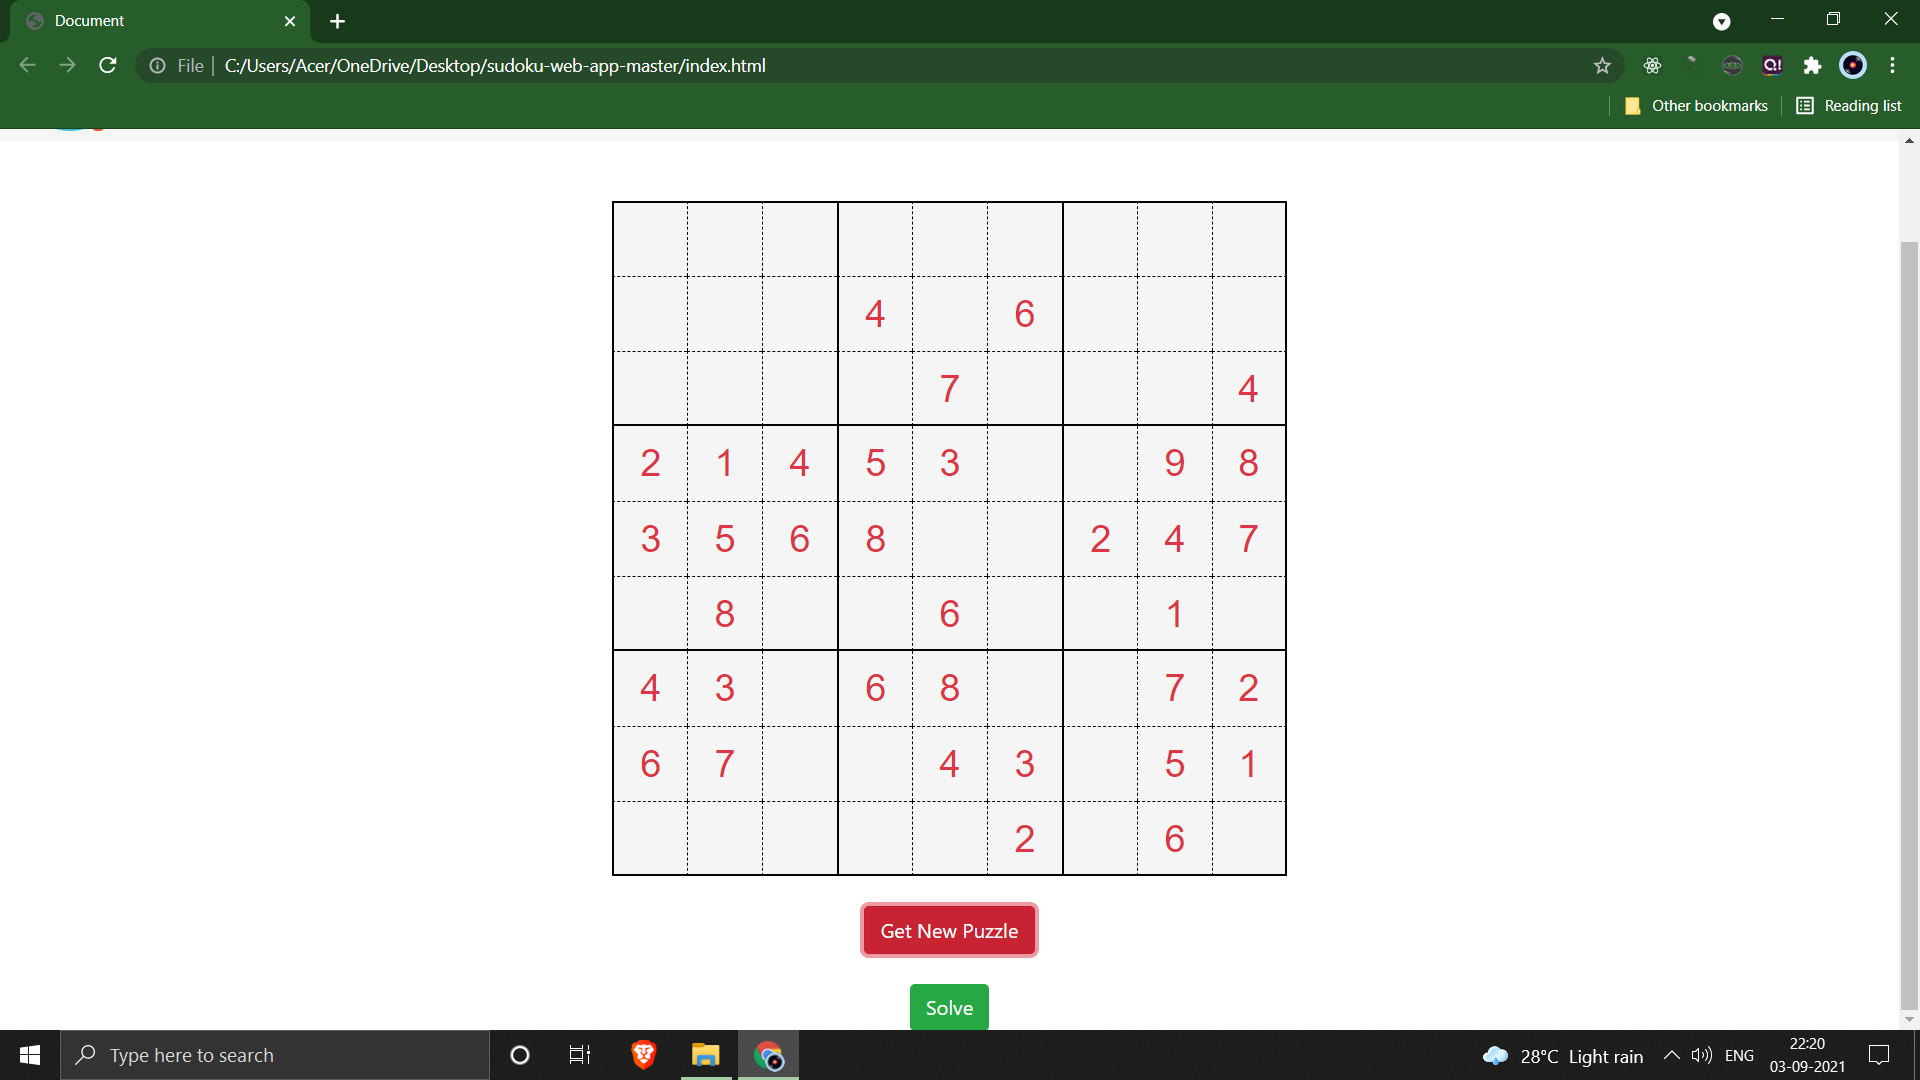 Document
File
C:/Users/Acer/OneDrive/Desktop/sudoku-web-app-master/index.html
Q!
Other bookmarks
Reading list
4 6
7 4
2 1 4 5 3 9 8
3 5 6 8 2 4 7
8 6 1
4 3 6 8 7 2
6 7 4 3 5 1
2 6
Get New Puzzle
Solve
Type here to search
28°C Light rain
ENG
22:20
03-09-2021